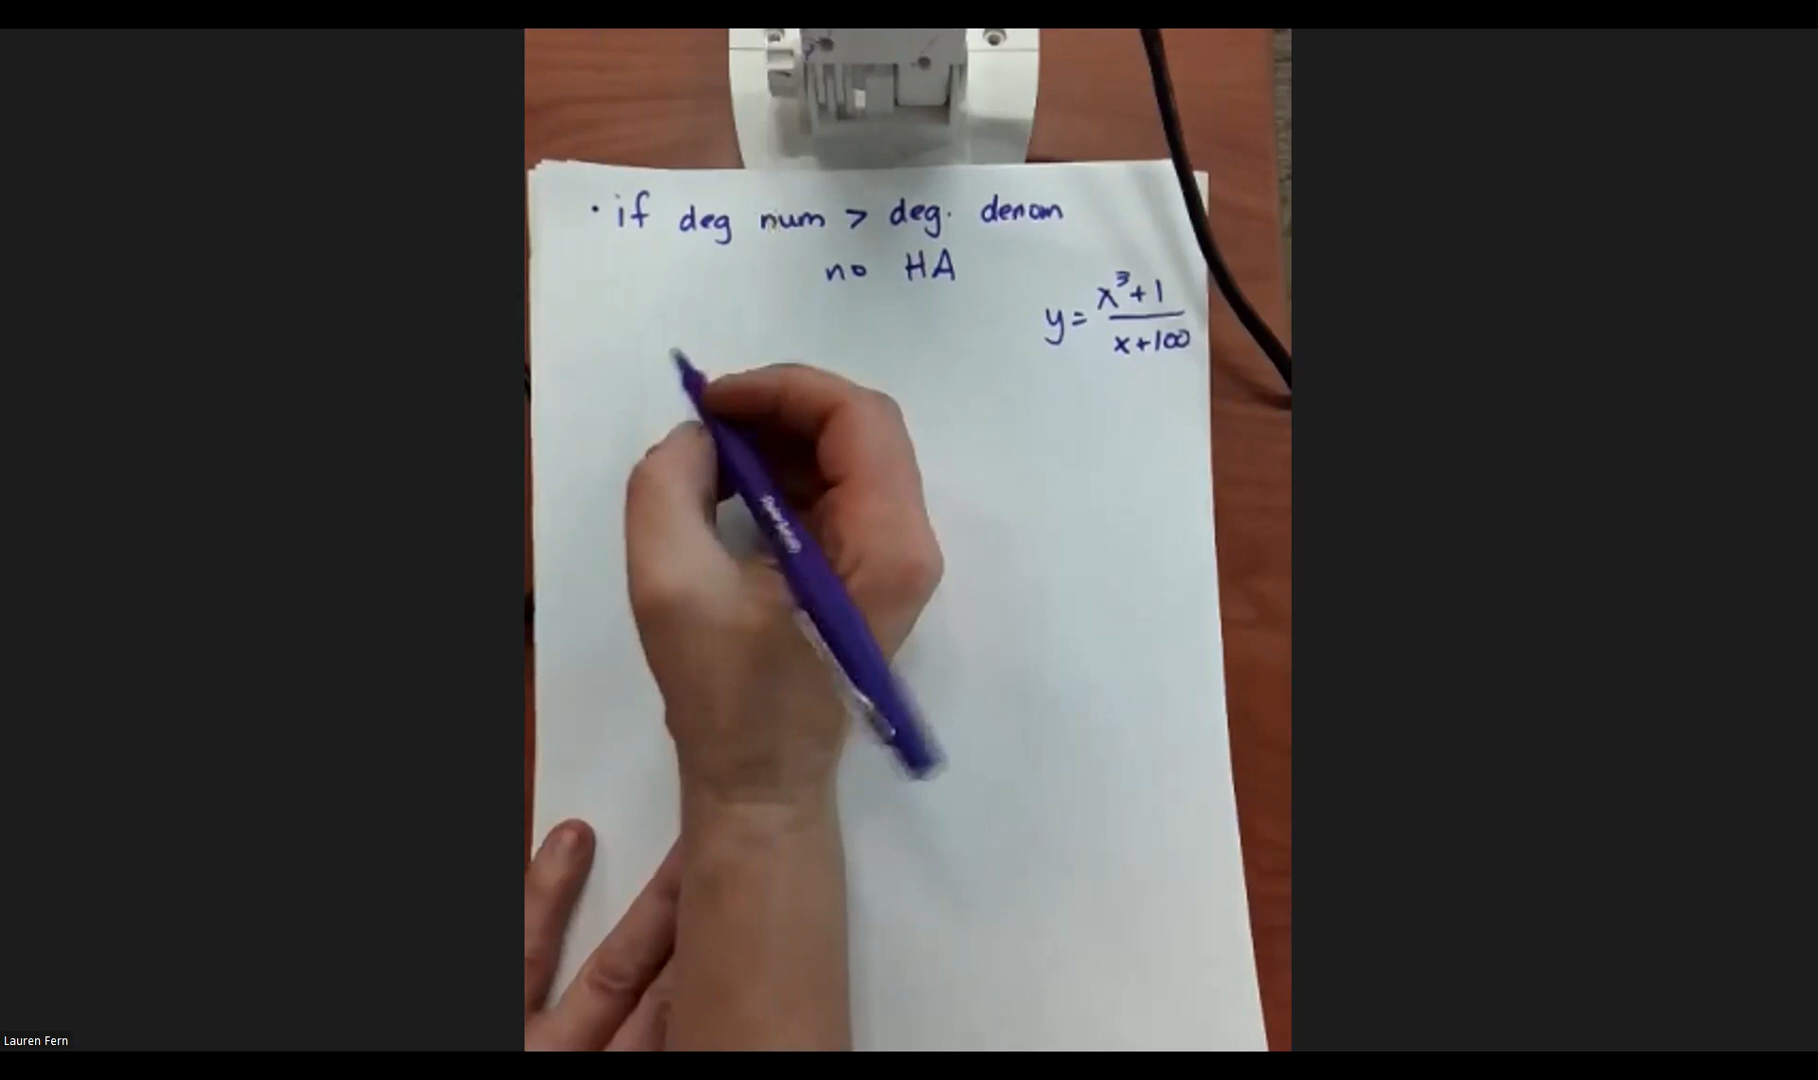 · if deg num > deg. denom
no HA
y = x³+1 / x+100
Lauren Fern